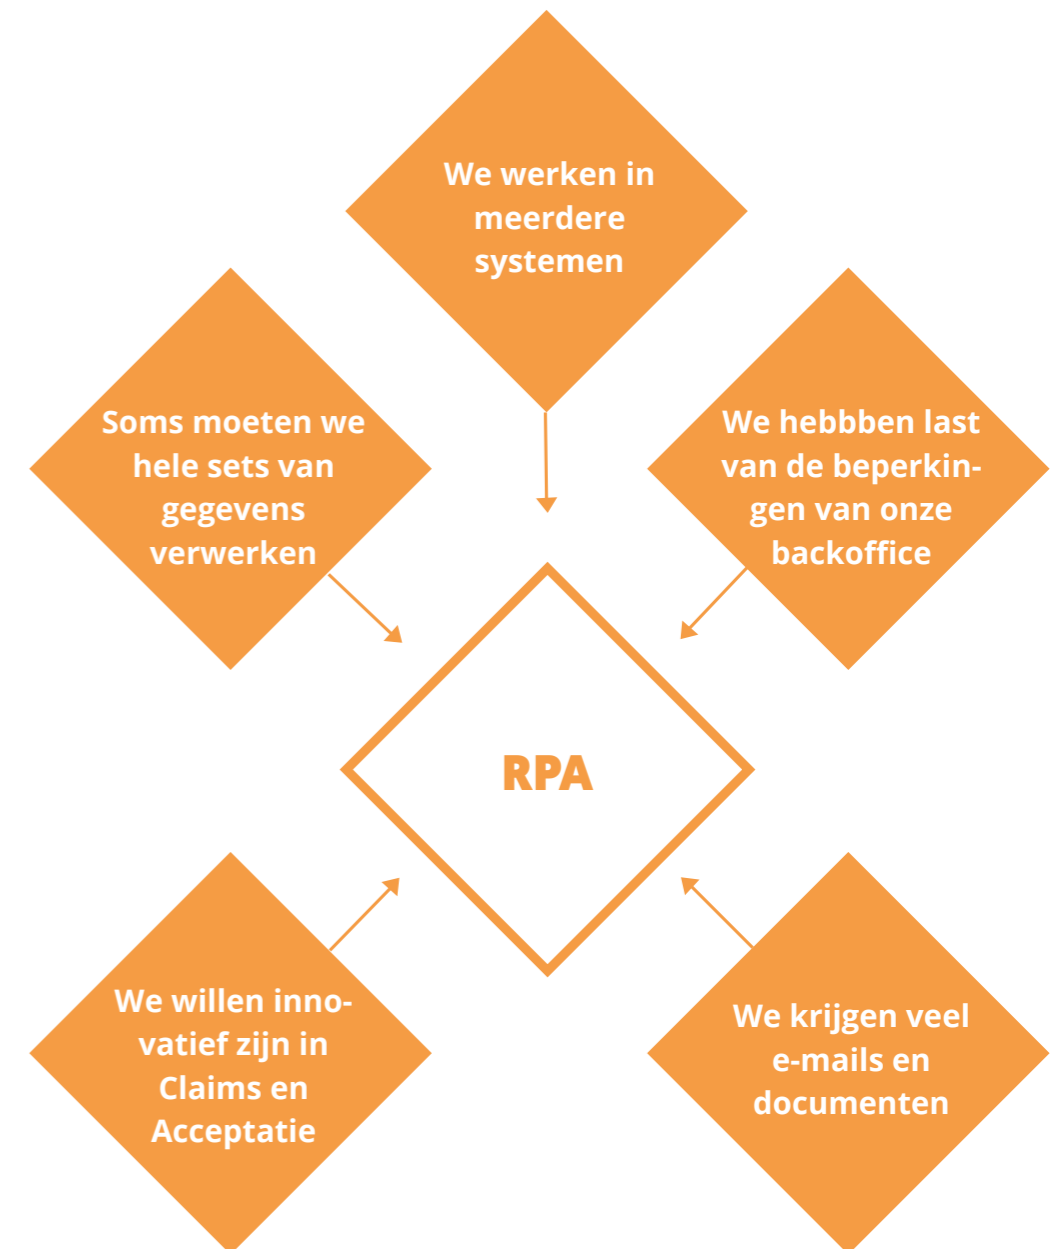 We werken in
meerdere
systemen
Soms moeten we
hele sets van
gegevens
verwerken
We hebbben last
van de beperkin-
gen van onze
backoffice
RPA
We willen inno-
vatief zijn in
Claims en
Acceptatie
We krijgen veel
e-mails en
documenten